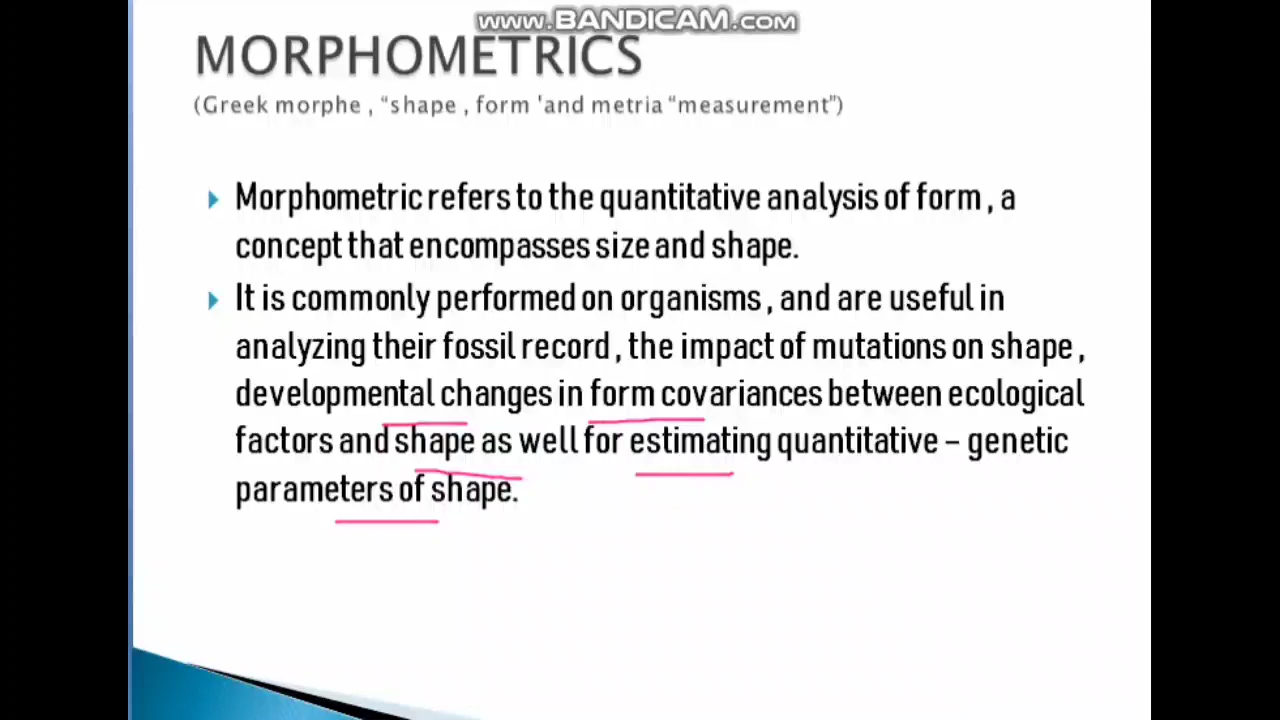 www.BANDICAM.com
MORPHOMETRICS
(Greek morphe , “shape , form 'and metria “measurement”)
Morphometric refers to the quantitative analysis of form , a
concept that encompasses size and shape.
It is commonly performed on organisms , and are useful in
analyzing their fossil record , the impact of mutations on shape ,
developmental changes in form covariances between ecological
factors and shape as well for estimating quantitative – genetic
parameters of shape.